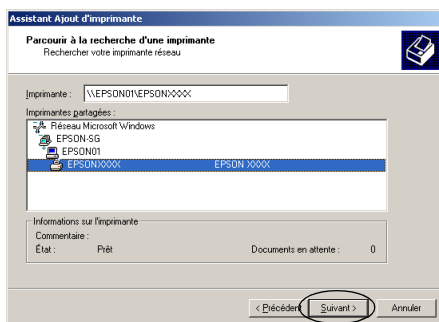 Assistant Ajout d'imprimante
Parcourir à la recherche d'une imprimante
Rechercher votre imprimante réseau
Imprimante : \\EPSON01\EPSONXXXX
Imprimantes partagées :
Réseau Microsoft Windows
EPSON-SG
EPSON01
EPSONXXXX EPSON XXXX
Informations sur l'imprimante
Commentaire :
État : Prêt Documents en attente : 0
< Précédent Suivant > Annuler